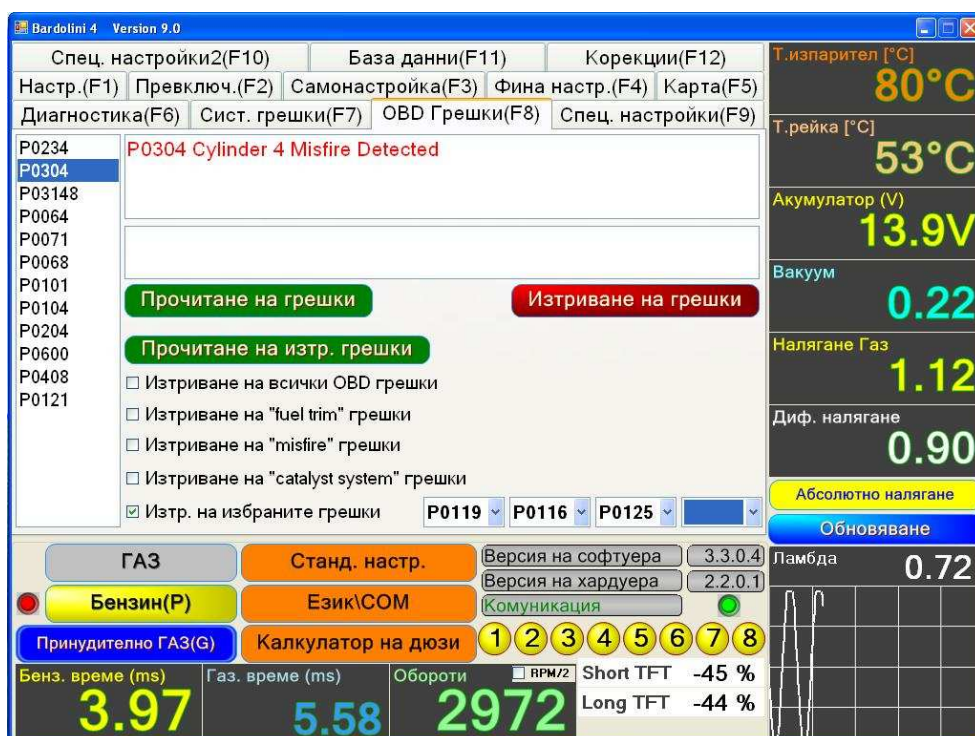 Bardolini 4 Version 9.0
Спец. настройки2(F10) База данни(F11) Корекции(F12)
Настр.(F1) Превключ.(F2) Самонастройка(F3) Фина настр.(F4) Карта(F5)
Диагностика(F6) Сист. грешки(F7) OBD Грешки(F8) Спец. настройки(F9)
P0234
P0304
P03148
P0064
P0071
P0068
P0101
P0104
P0204
P0600
P0408
P0121
P0304 Cylinder 4 Misfire Detected
Прочитане на грешки Изтриване на грешки
Прочитане на изтр. грешки
Изтриване на всички OBD грешки
Изтриване на "fuel trim" грешки
Изтриване на "misfire" грешки
Изтриване на "catalyst system" грешки
Изтр. на избраните грешки P0119 P0116 P0125
Т.изпарител [°C]
80°C
Т.рейка [°C]
53°C
Акумулатор (V)
13.9V
Вакуум
0.22
Налягане Газ
1.12
Диф. налягане
0.90
Абсолютно налягане
Обновяване
Ламбда 0.72
ГАЗ Станд. настр. Версия на софтуера 3.3.0.4
Версия на хардуера 2.2.0.1
Бензин(P) Език\COM Комуникация
Принудително ГАЗ(G) Калкулатор на дюзи 1 2 3 4 5 6 7 8
Бенз. време (ms) Газ. време (ms) Обороти RPM/2 Short TFT -45 %
3.97 5.58 2972 Long TFT -44 %